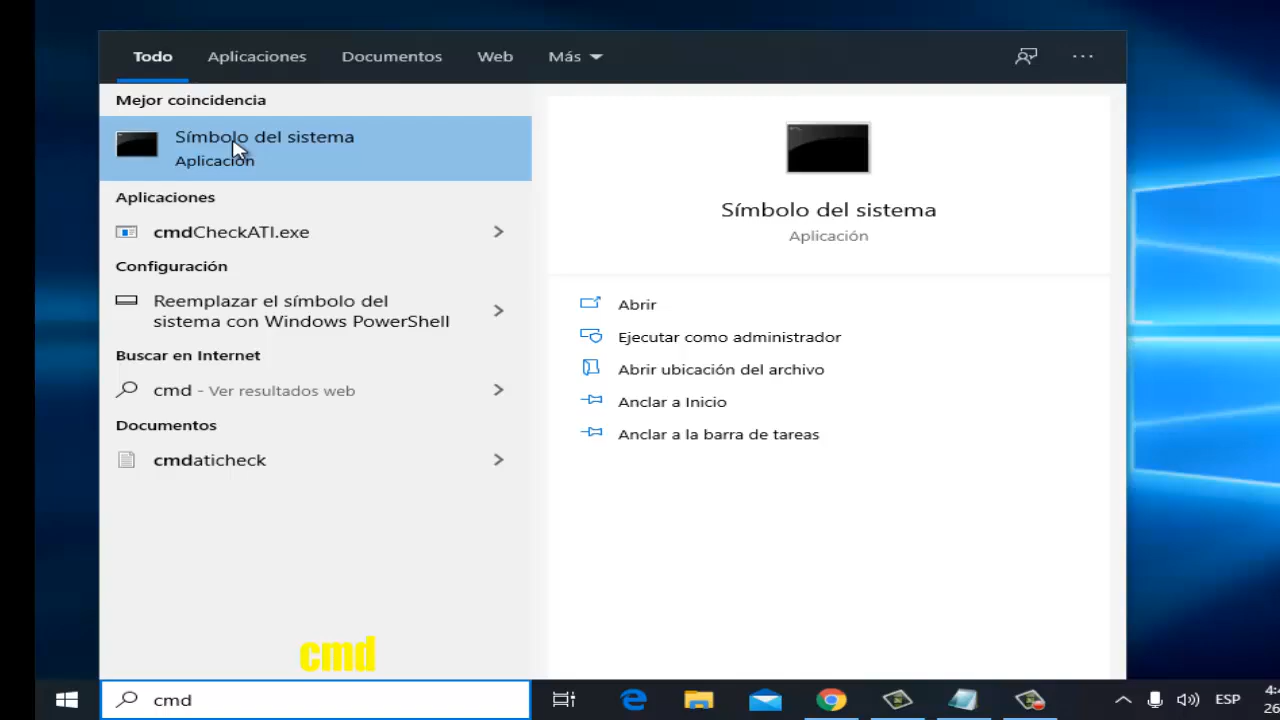 Todo Aplicaciones Documentos Web Más
Mejor coincidencia
Símbolo del sistema
Aplicación
Aplicaciones
cmdCheckATI.exe
Configuración
Reemplazar el símbolo del
sistema con Windows PowerShell
Buscar en Internet
cmd - Ver resultados web
Documentos
cmdaticheck
Símbolo del sistema
Aplicación
Abrir
Ejecutar como administrador
Abrir ubicación del archivo
Anclar a Inicio
Anclar a la barra de tareas
cmd
cmd
ESP